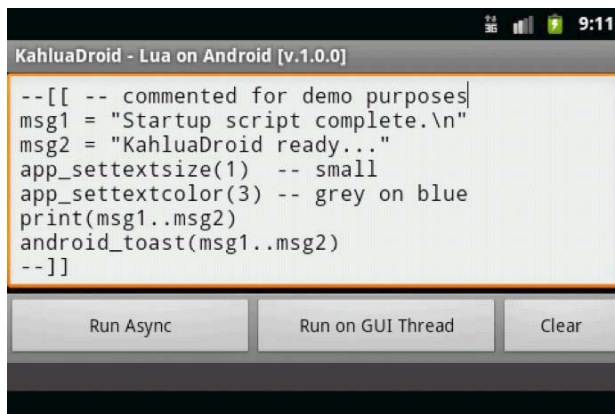 3G 9:11
KahluaDroid - Lua on Android [v.1.0.0]
--[[ -- commented for demo purposes
msg1 = "Startup script complete.\n"
msg2 = "KahluaDroid ready..."
app_settextsize(1)  -- small
app_settextcolor(3) -- grey on blue
print(msg1..msg2)
android_toast(msg1..msg2)
--]]
Run Async Run on GUI Thread Clear